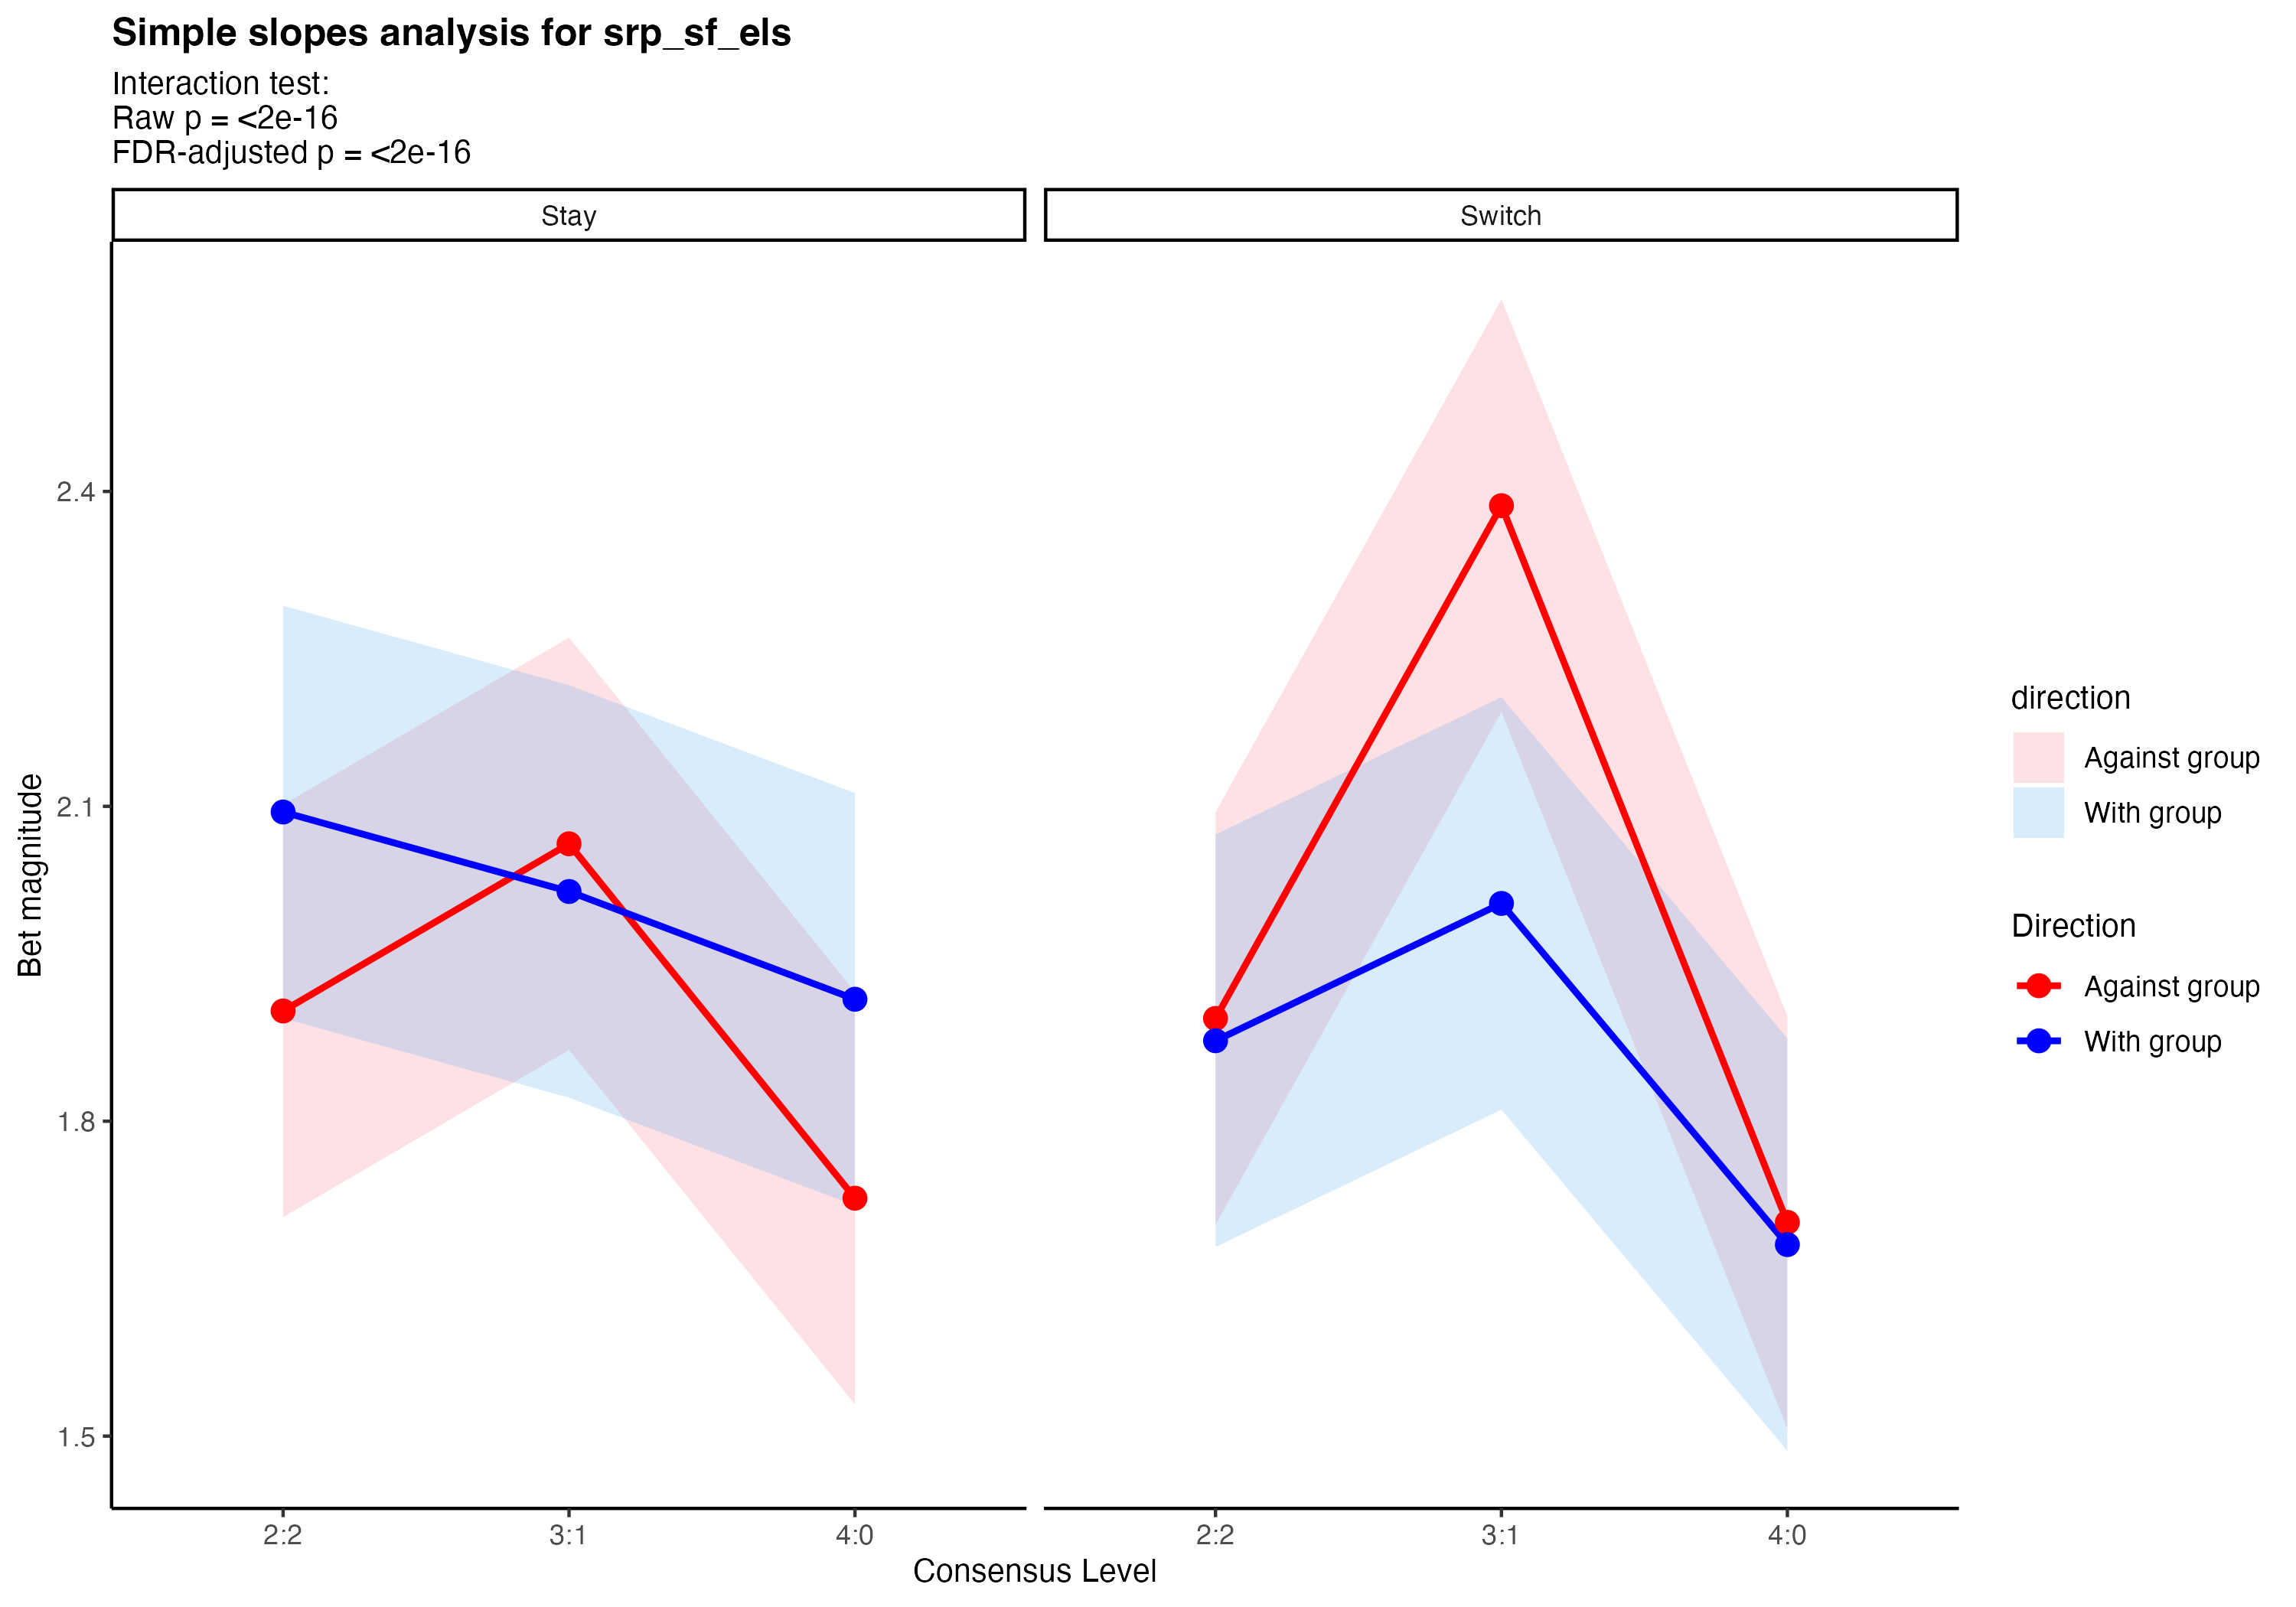 Simple slopes analysis for srp_sf_els
Interaction test:
Raw p = <2e-16
FDR-adjusted p = <2e-16
Stay
Switch
Bet magnitude
2.4
2.1
1.8
1.5
2:2
3:1
4:0
2:2
3:1
4:0
Consensus Level
direction
Against group
With group
Direction
Against group
With group